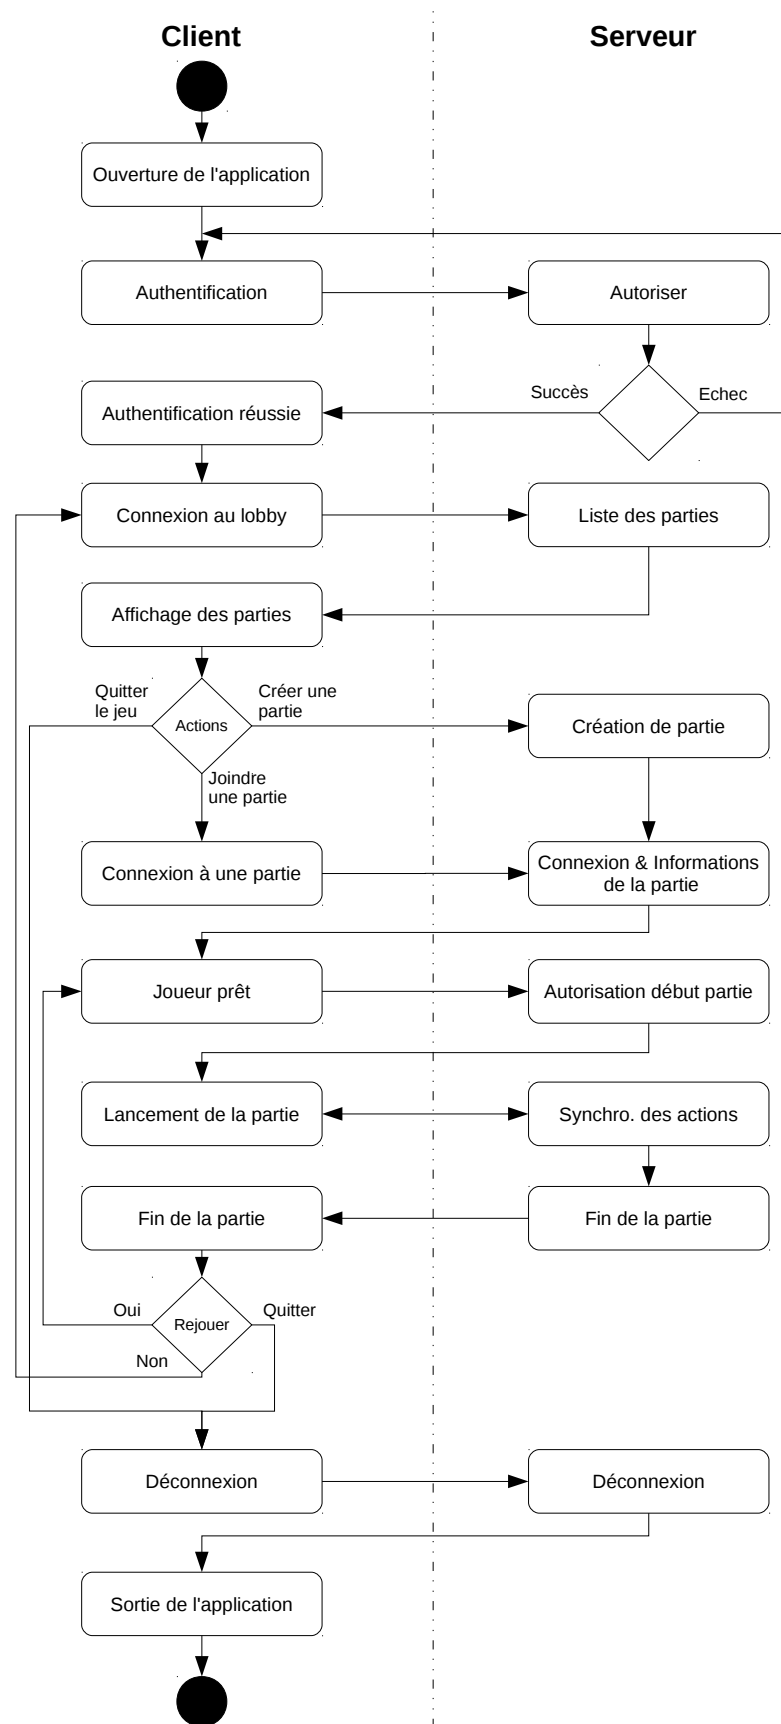 Client
Serveur
Ouverture de l'application
Authentification
Autoriser
Succès
Echec
Authentification réussie
Connexion au lobby
Liste des parties
Affichage des parties
Quitter
le jeu
Créer une
partie
Actions
Création de partie
Joindre
une partie
Connexion à une partie
Connexion & Informations
de la partie
Joueur prêt
Autorisation début partie
Lancement de la partie
Synchro. des actions
Fin de la partie
Fin de la partie
Oui
Quitter
Rejouer
Non
Déconnexion
Déconnexion
Sortie de l'application